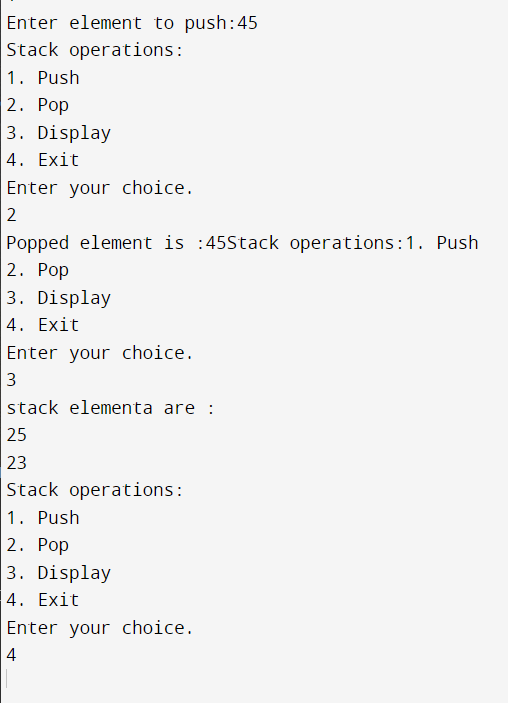 Enter element to push:45
Stack operations:
1. Push
2. Pop
3. Display
4. Exit
Enter your choice.
2
Popped element is :45Stack operations:1. Push
2. Pop
3. Display
4. Exit
Enter your choice.
3
stack elementa are :
25
23
Stack operations:
1. Push
2. Pop
3. Display
4. Exit
Enter your choice.
4